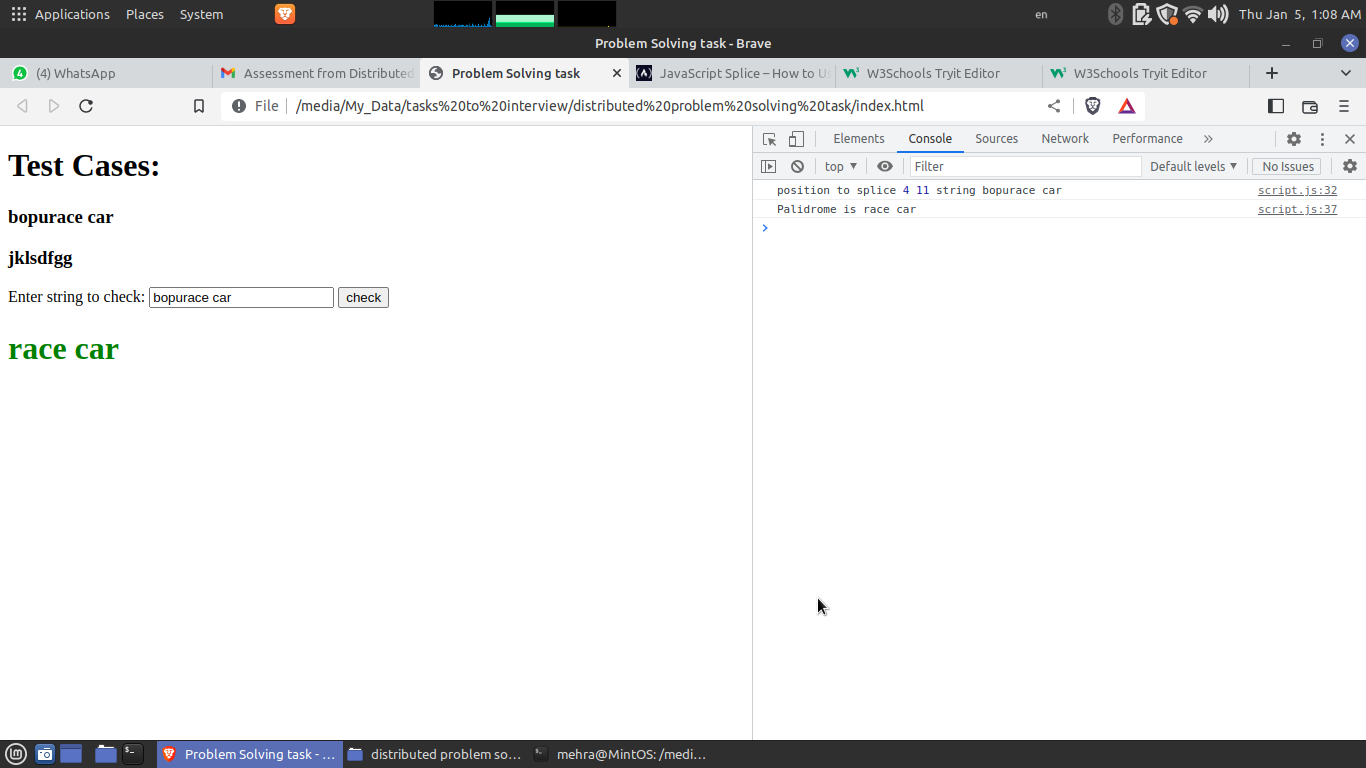 Applications Places System en Thu Jan 5, 1:08 AM
Problem Solving task - Brave
(4) WhatsApp Assessment from Distributed Problem Solving task JavaScript Splice – How to Us W3Schools Tryit Editor W3Schools Tryit Editor
File /media/My_Data/tasks%20to%20interview/distributed%20problem%20solving%20task/index.html
Elements Console Sources Network Performance
top Filter Default levels No Issues
position to splice 4 11 string bopurace car script.js:32
Palidrome is race car script.js:37
Test Cases:
bopurace car
jklsdfgg
Enter string to check: bopurace car check
race car
Problem Solving task - ... distributed problem so... mehra@MintOS: /medi...